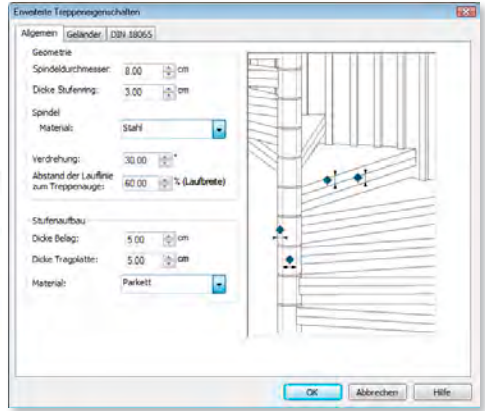 Erweiterte Treppeneigenschaften
Allgemein Geländer DIN 18065
Geometrie
Spindeldurchmesser: 8.00 cm
Dicke Stufenring: 3.00 cm
Spindel
Material: Stahl
Verdrehung: 30.00 °
Abstand der Lauflinie
zum Treppenauge: 60.00 % (Laufbreite)
Stufenaufbau
Dicke Belag: 5.00 cm
Dicke Tragplatte: 5.00 cm
Material: Parkett
OK Abbrechen Hilfe